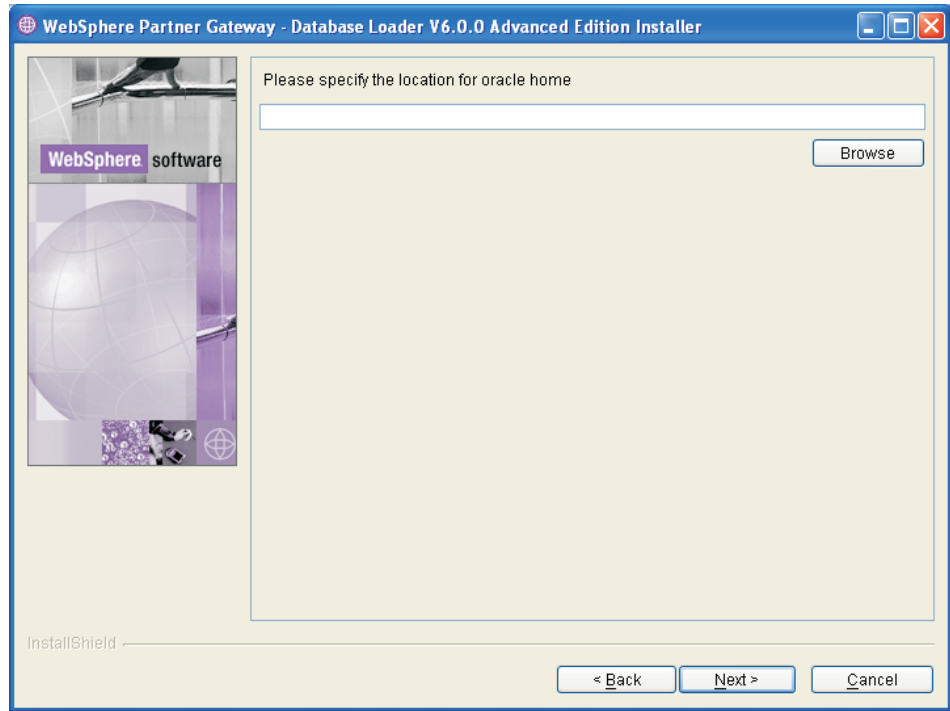 WebSphere Partner Gateway - Database Loader V6.0.0 Advanced Edition Installer
Please specify the location for oracle home
Browse
WebSphere software
InstallShield
< Back
Next >
Cancel